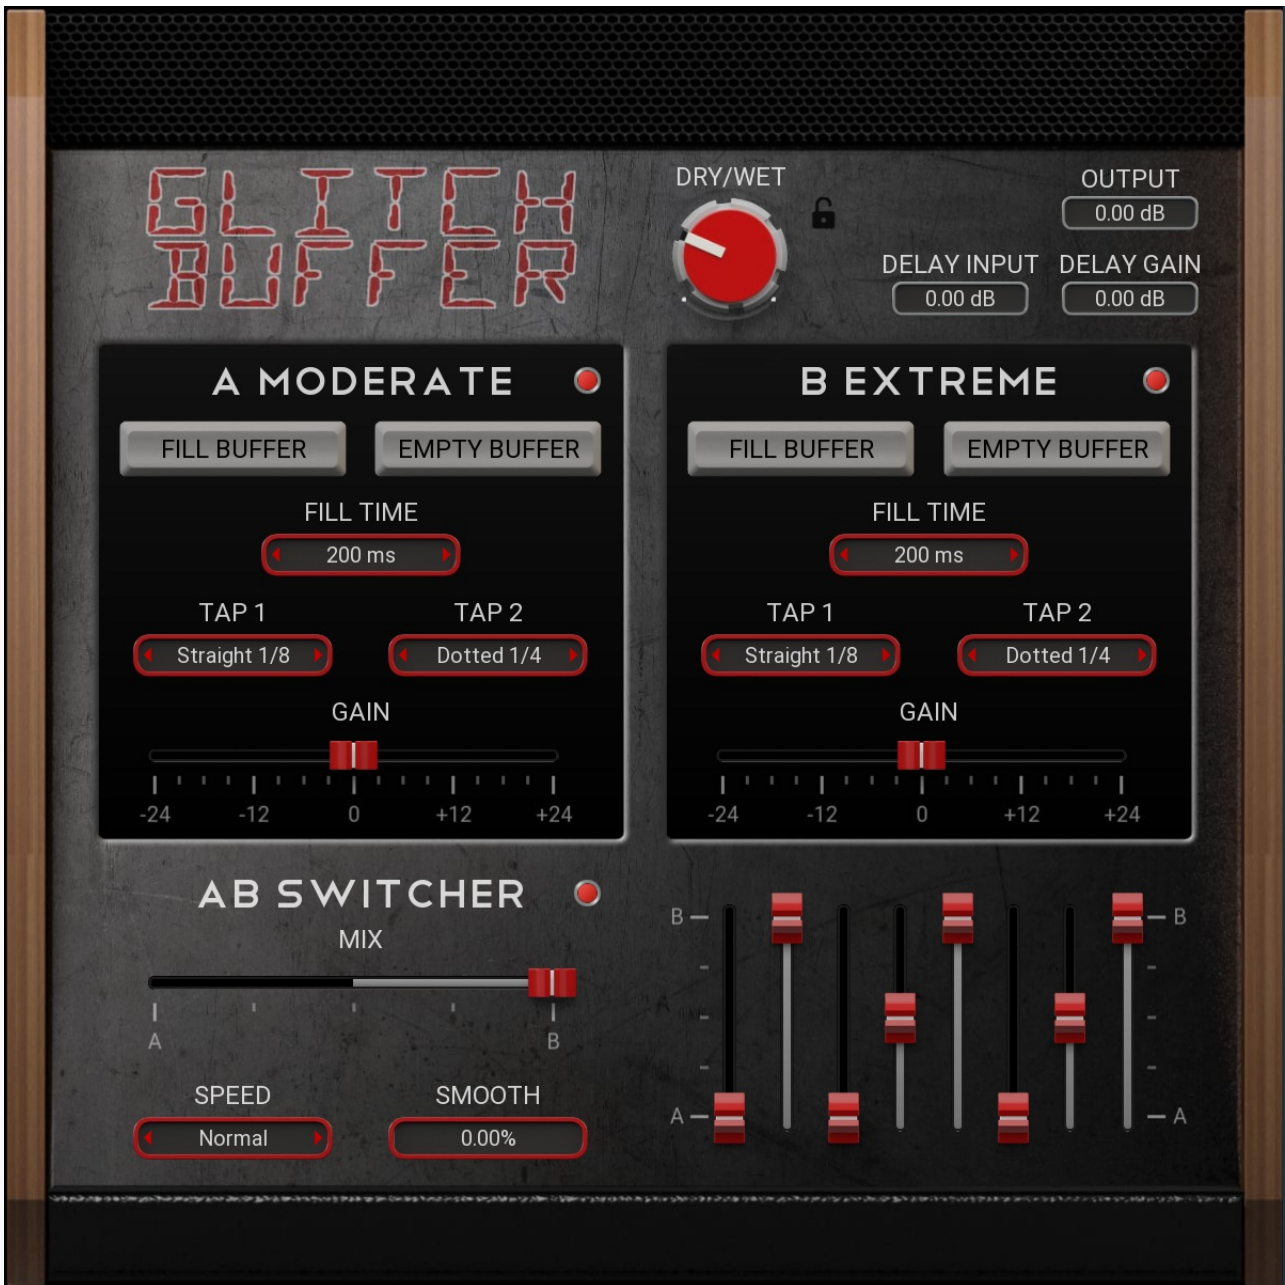 GLITCH
BUFFER
DRY/WET
OUTPUT
0.00 dB
DELAY INPUT DELAY GAIN
0.00 dB 0.00 dB
A MODERATE
FILL BUFFER EMPTY BUFFER
FILL TIME
200 ms
TAP 1 TAP 2
Straight 1/8 Dotted 1/4
GAIN
-24 -12 0 +12 +24
B EXTREME
FILL BUFFER EMPTY BUFFER
FILL TIME
200 ms
TAP 1 TAP 2
Straight 1/8 Dotted 1/4
GAIN
-24 -12 0 +12 +24
AB SWITCHER
MIX
A B
SPEED SMOOTH
Normal 0.00%
B B
A A